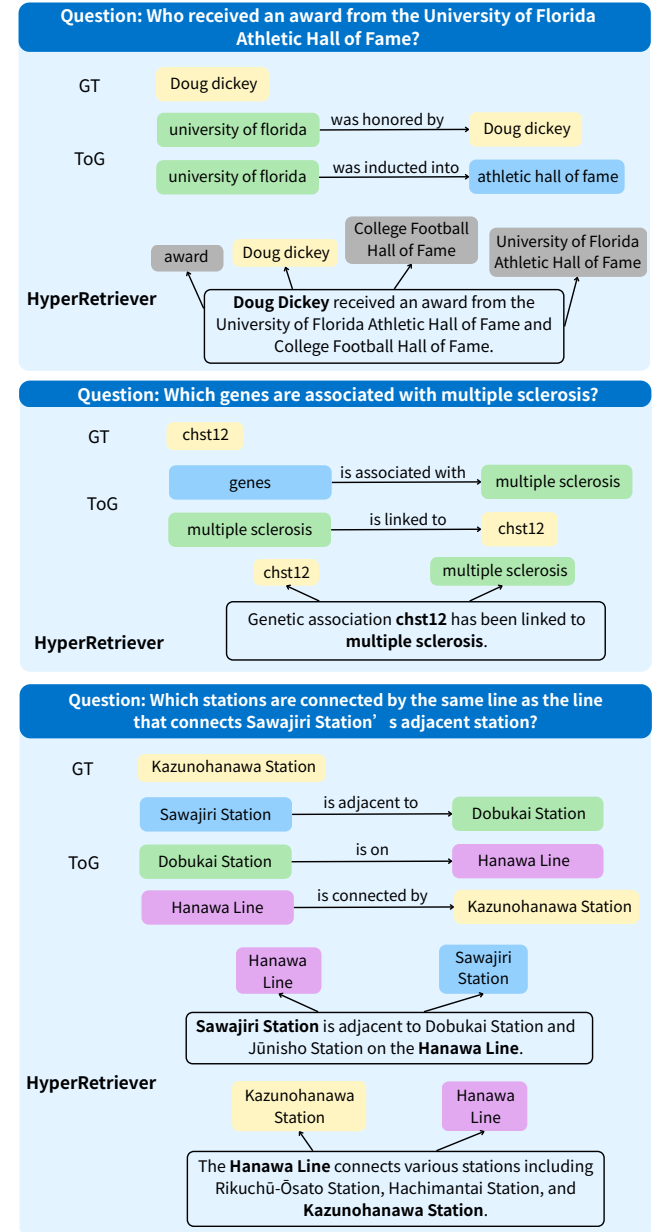 Question: Who received an award from the University of Florida
Athletic Hall of Fame?
GT
Doug dickey
ToG
university of florida
was honored by
Doug dickey
university of florida
was inducted into
athletic hall of fame
HyperRetriever
award
Doug dickey
College Football
Hall of Fame
University of Florida
Athletic Hall of Fame
Doug Dickey received an award from the
University of Florida Athletic Hall of Fame and
College Football Hall of Fame.
Question: Which genes are associated with multiple sclerosis?
GT
chst12
ToG
genes
is associated with
multiple sclerosis
multiple sclerosis
is linked to
chst12
HyperRetriever
chst12
multiple sclerosis
Genetic association chst12 has been linked to
multiple sclerosis.
Question: Which stations are connected by the same line as the line
that connects Sawajiri Station’s adjacent station?
GT
Kazunohanawa Station
ToG
Sawajiri Station
is adjacent to
Dobukai Station
Dobukai Station
is on
Hanawa Line
Hanawa Line
is connected by
Kazunohanawa Station
HyperRetriever
Hanawa
Line
Sawajiri
Station
Sawajiri Station is adjacent to Dobukai Station and
Jūnisho Station on the Hanawa Line.
Kazunohanawa
Station
Hanawa
Line
The Hanawa Line connects various stations including
Rikuchū-Ōsato Station, Hachimantai Station, and
Kazunohanawa Station.